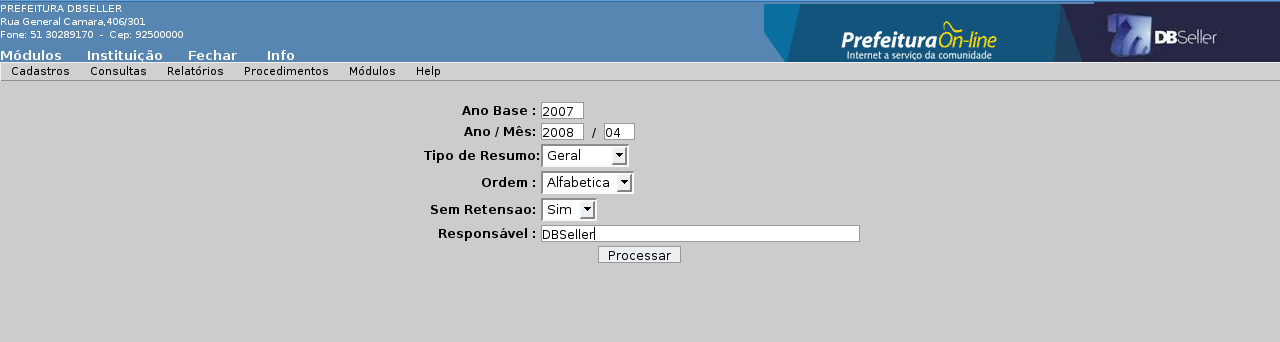 PREFEITURA DBSELLER
Rua General Camara,406/301
Fone: 51 30289170 - Cep: 92500000
Prefeitura On-line
Internet a serviço da comunidade
DBSeller
Módulos Instituição Fechar Info
Cadastros Consultas Relatórios Procedimentos Módulos Help
Ano Base : 2007
Ano / Mês: 2008 / 04
Tipo de Resumo: Geral
Ordem : Alfabetica
Sem Retensao: Sim
Responsável : DBSeller
Processar